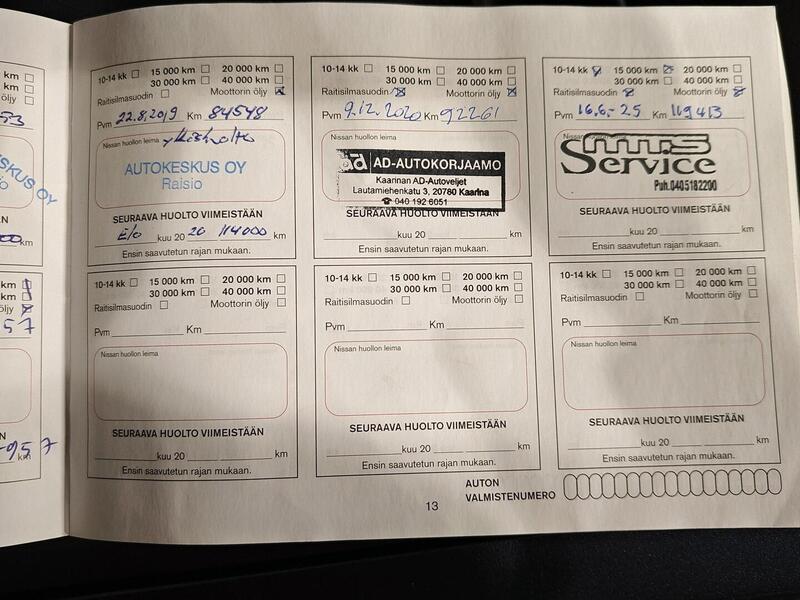 km
km
öljy
KESKUS OY
km
km
km
öljy
57
957
km
10-14 kk 15 000 km 20 000 km
30 000 km 40 000 km
Raitisilmasuodin Moottorin öljy
Pvm 22.8.2019 Km 84548
Nissan huollon leima
AUTOKESKUS OY
Raisio
SEURAAVA HUOLTO VIIMEISTÄÄN
E/o kuu 20 20 114000 km
Ensin saavutetun rajan mukaan.
10-14 kk 15 000 km 20 000 km
30 000 km 40 000 km
Raitisilmasuodin Moottorin öljy
Pvm 9.12.2020 Km 92261
ad AD-AUTOKORJAAMO
Kaarinan AD-Autoveljet
Lautamiehenkatu 3, 20780 Kaarina
☎ 040 192 6051
SEURAAVA HUOLTO VIIMEISTÄÄN
kuu 20 km
Ensin saavutetun rajan mukaan.
10-14 kk 15 000 km 20 000 km
30 000 km 40 000 km
Raitisilmasuodin Moottorin öljy
Pvm 16.6.-25 Km 119413
Nissan huollon leima
MTS
Service
Puh. 040 5182200
SEURAAVA HUOLTO VIIMEISTÄÄN
kuu 20 km
Ensin saavutetun rajan mukaan.
10-14 kk 15 000 km 20 000 km
30 000 km 40 000 km
Raitisilmasuodin Moottorin öljy
Pvm Km
Nissan huollon leima
SEURAAVA HUOLTO VIIMEISTÄÄN
kuu 20 km
Ensin saavutetun rajan mukaan.
10-14 kk 15 000 km 20 000 km
30 000 km 40 000 km
Raitisilmasuodin Moottorin öljy
Pvm Km
Nissan huollon leima
SEURAAVA HUOLTO VIIMEISTÄÄN
kuu 20 km
Ensin saavutetun rajan mukaan.
10-14 kk 15 000 km 20 000 km
30 000 km 40 000 km
Raitisilmasuodin Moottorin öljy
Pvm Km
Nissan huollon leima
SEURAAVA HUOLTO VIIMEISTÄÄN
kuu 20 km
Ensin saavutetun rajan mukaan.
AUTON
VALMISTENUMERO
13